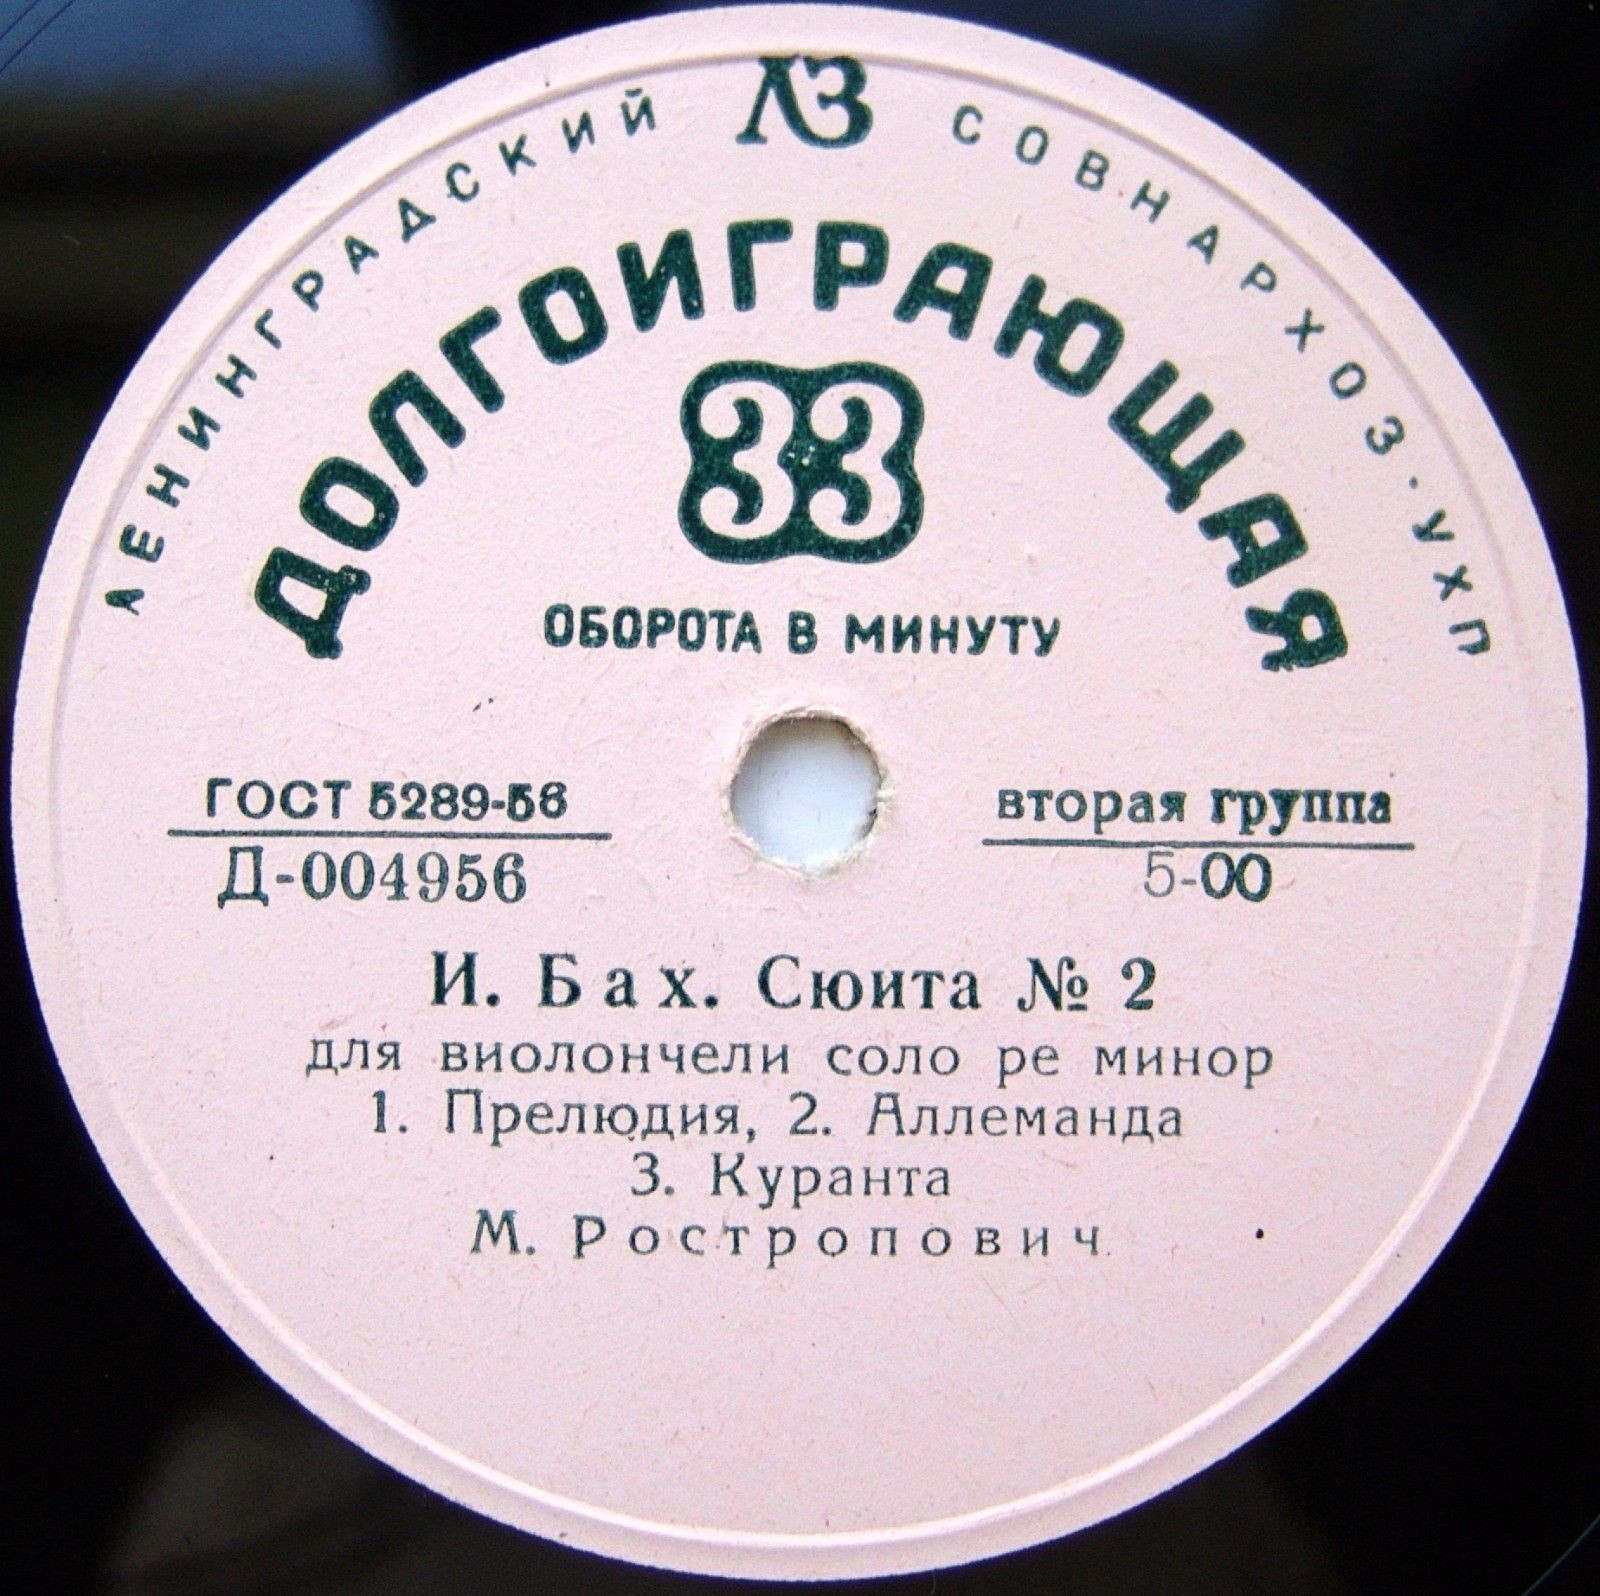 ЛЕНИНГРАДСКИЙ ЛЗ СОВНАРХОЗ·УХП
ДОЛГОИГРАЮЩАЯ
33
ОБОРОТА В МИНУТУ
ГОСТ 5289-56
Д-004956
вторая группа
5-00
И. Бах. Сюита № 2
для виолончели соло ре минор
1. Прелюдия, 2. Аллеманда
3. Куранта
М. Ростропович